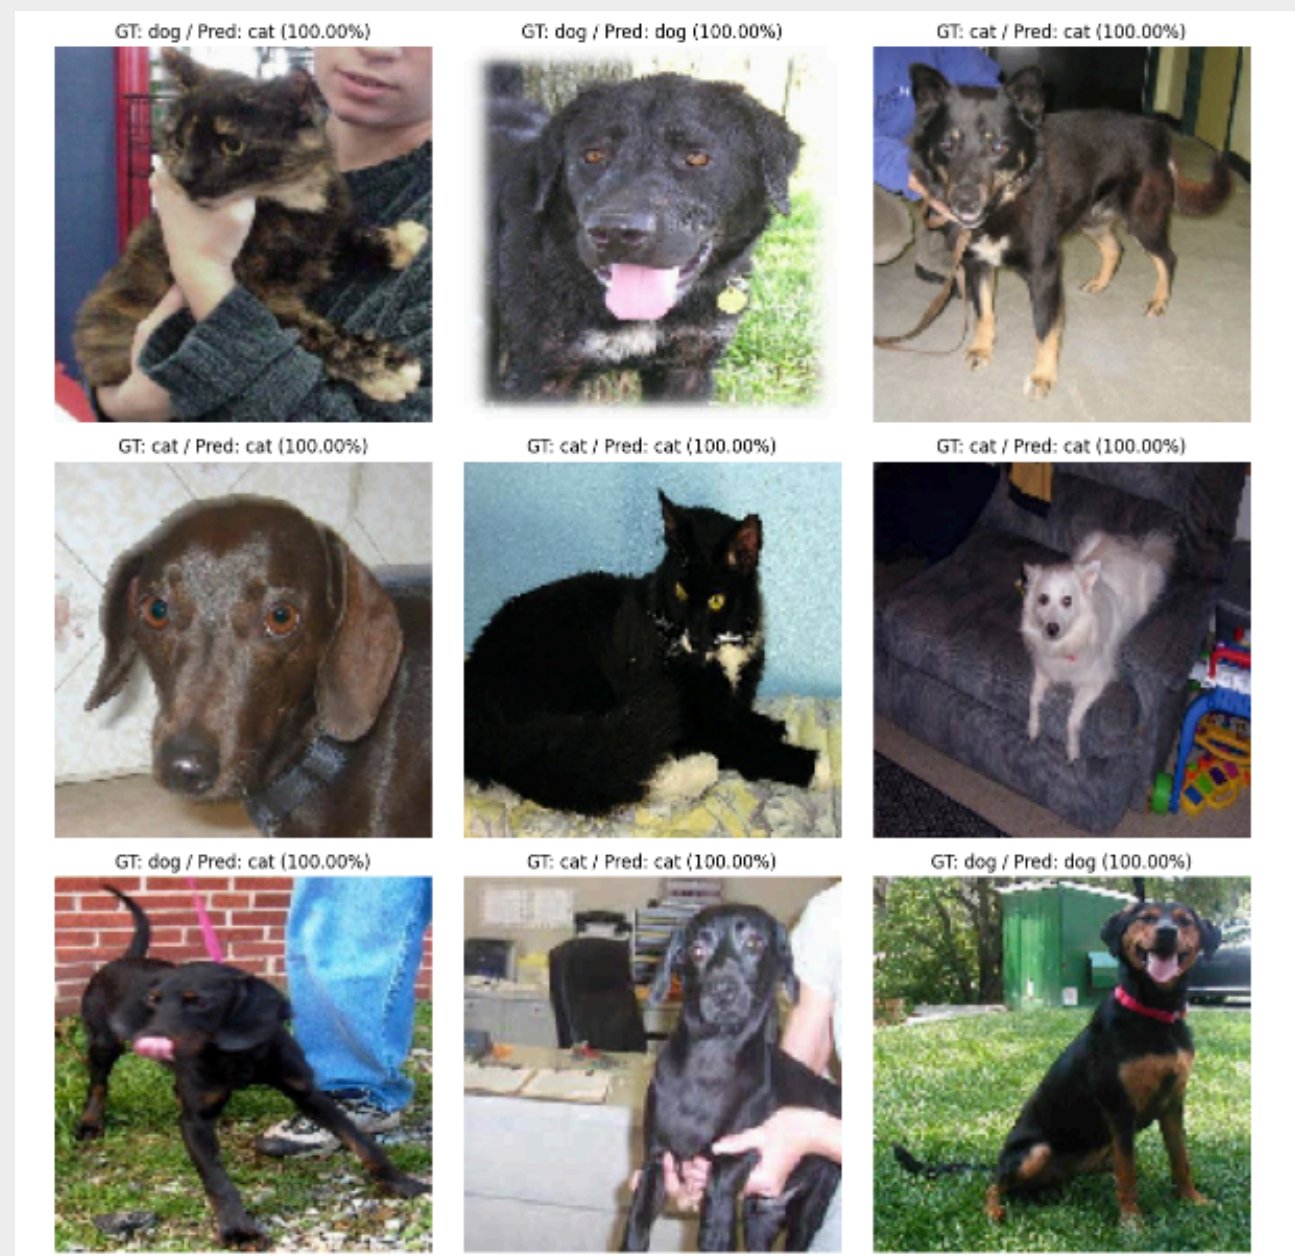 GT: dog / Pred: cat (100.00%)
GT: dog / Pred: dog (100.00%)
GT: cat / Pred: cat (100.00%)
GT: cat / Pred: cat (100.00%)
GT: cat / Pred: cat (100.00%)
GT: cat / Pred: cat (100.00%)
GT: dog / Pred: cat (100.00%)
GT: cat / Pred: cat (100.00%)
GT: dog / Pred: dog (100.00%)